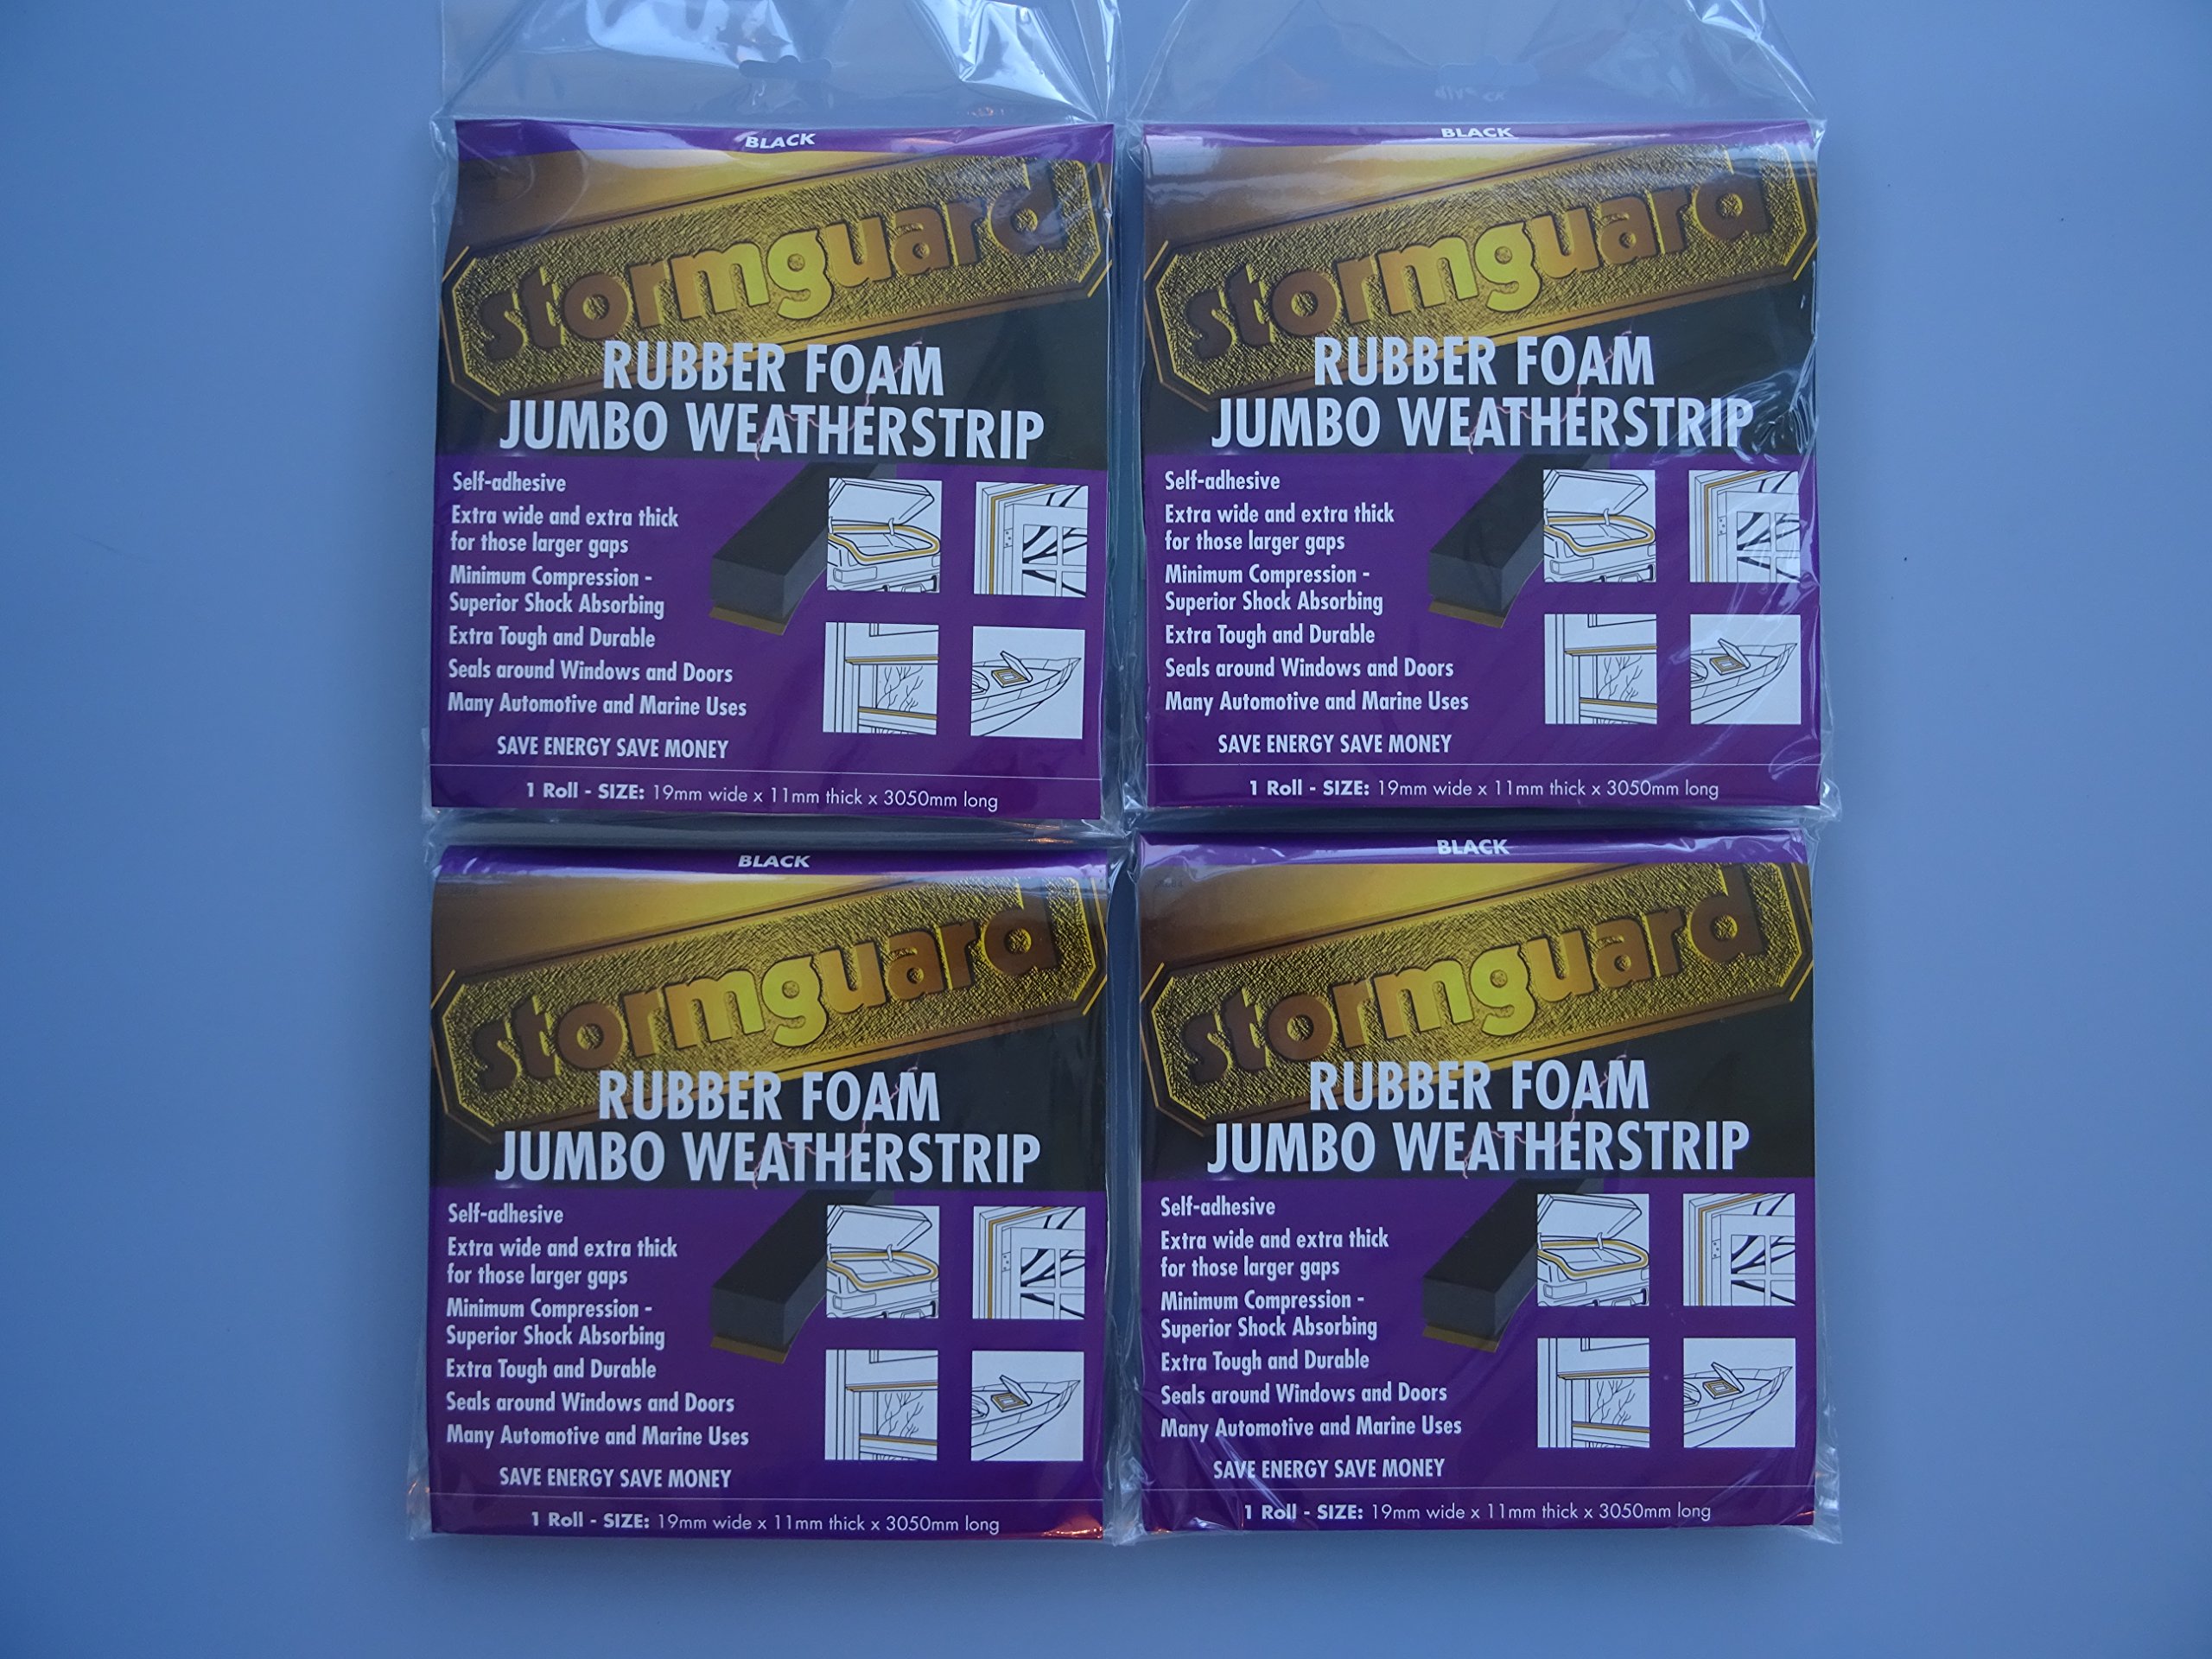 BLACK
stormguard
RUBBER FOAM
JUMBO WEATHERSTRIP
Self-adhesive
Extra wide and extra thick
for those larger gaps
Minimum Compression -
Superior Shock Absorbing
Extra Tough and Durable
Seals around Windows and Doors
Many Automotive and Marine Uses
SAVE ENERGY SAVE MONEY
1 Roll - SIZE: 19mm wide x 11mm thick x 3050mm long
BLACK
stormguard
RUBBER FOAM
JUMBO WEATHERSTRIP
Self-adhesive
Extra wide and extra thick
for those larger gaps
Minimum Compression -
Superior Shock Absorbing
Extra Tough and Durable
Seals around Windows and Doors
Many Automotive and Marine Uses
SAVE ENERGY SAVE MONEY
1 Roll - SIZE: 19mm wide x 11mm thick x 3050mm long
BLACK
stormguard
RUBBER FOAM
JUMBO WEATHERSTRIP
Self-adhesive
Extra wide and extra thick
for those larger gaps
Minimum Compression -
Superior Shock Absorbing
Extra Tough and Durable
Seals around Windows and Doors
Many Automotive and Marine Uses
SAVE ENERGY SAVE MONEY
1 Roll - SIZE: 19mm wide x 11mm thick x 3050mm long
BLACK
stormguard
RUBBER FOAM
JUMBO WEATHERSTRIP
Self-adhesive
Extra wide and extra thick
for those larger gaps
Minimum Compression -
Superior Shock Absorbing
Extra Tough and Durable
Seals around Windows and Doors
Many Automotive and Marine Uses
SAVE ENERGY SAVE MONEY
1 Roll - SIZE: 19mm wide x 11mm thick x 3050mm long